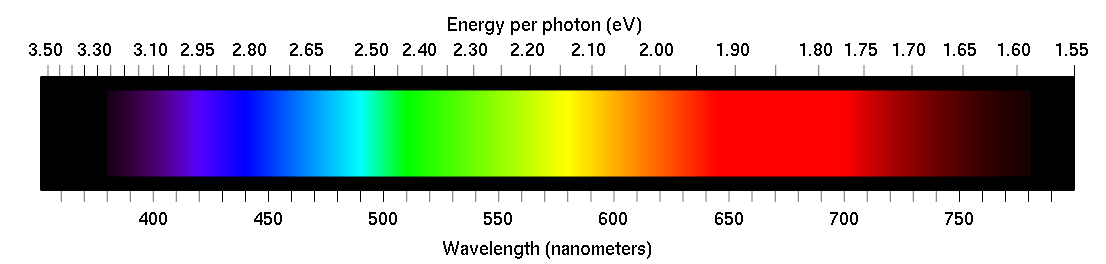 Energy per photon (eV)
3.50 3.30 3.10 2.95 2.80 2.65 2.50 2.40 2.30 2.20 2.10 2.00 1.90 1.80 1.75 1.70 1.65 1.60 1.55
400 450 500 550 600 650 700 750
Wavelength (nanometers)